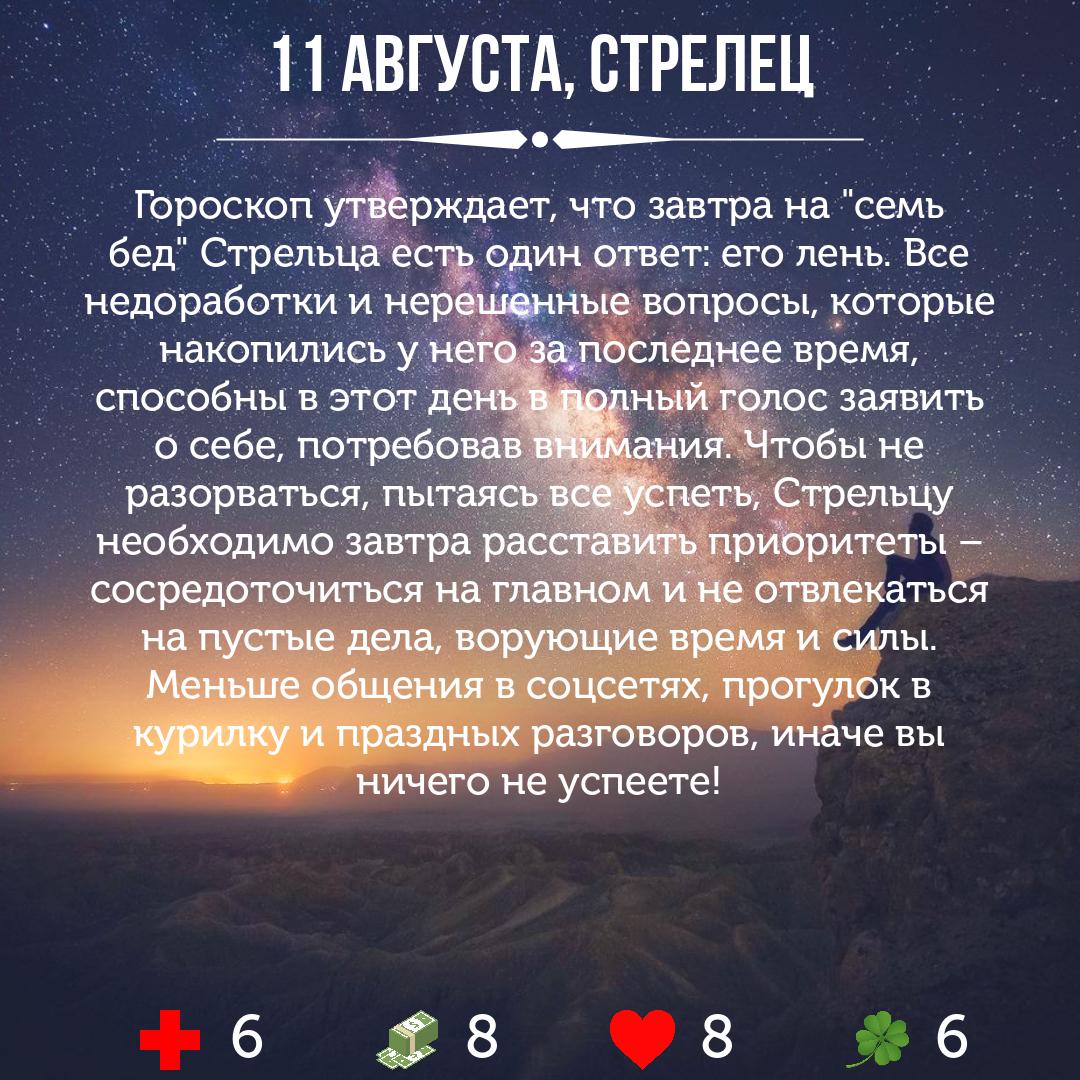 11 АВГУСТА, СТРЕЛЕЦ
Гороскоп утверждает, что завтра на "семь
бед" Стрельца есть один ответ: его лень. Все
недоработки и нерешенные вопросы, которые
накопились у него за последнее время,
способны в этот день в полный голос заявить
о себе, потребовав внимания. Чтобы не
разорваться, пытаясь все успеть, Стрельцу
необходимо завтра расставить приоритеты –
сосредоточиться на главном и не отвлекаться
на пустые дела, ворующие время и силы.
Меньше общения в соцсетях, прогулок в
курилку и праздных разговоров, иначе вы
ничего не успеете!
6 8 8 6